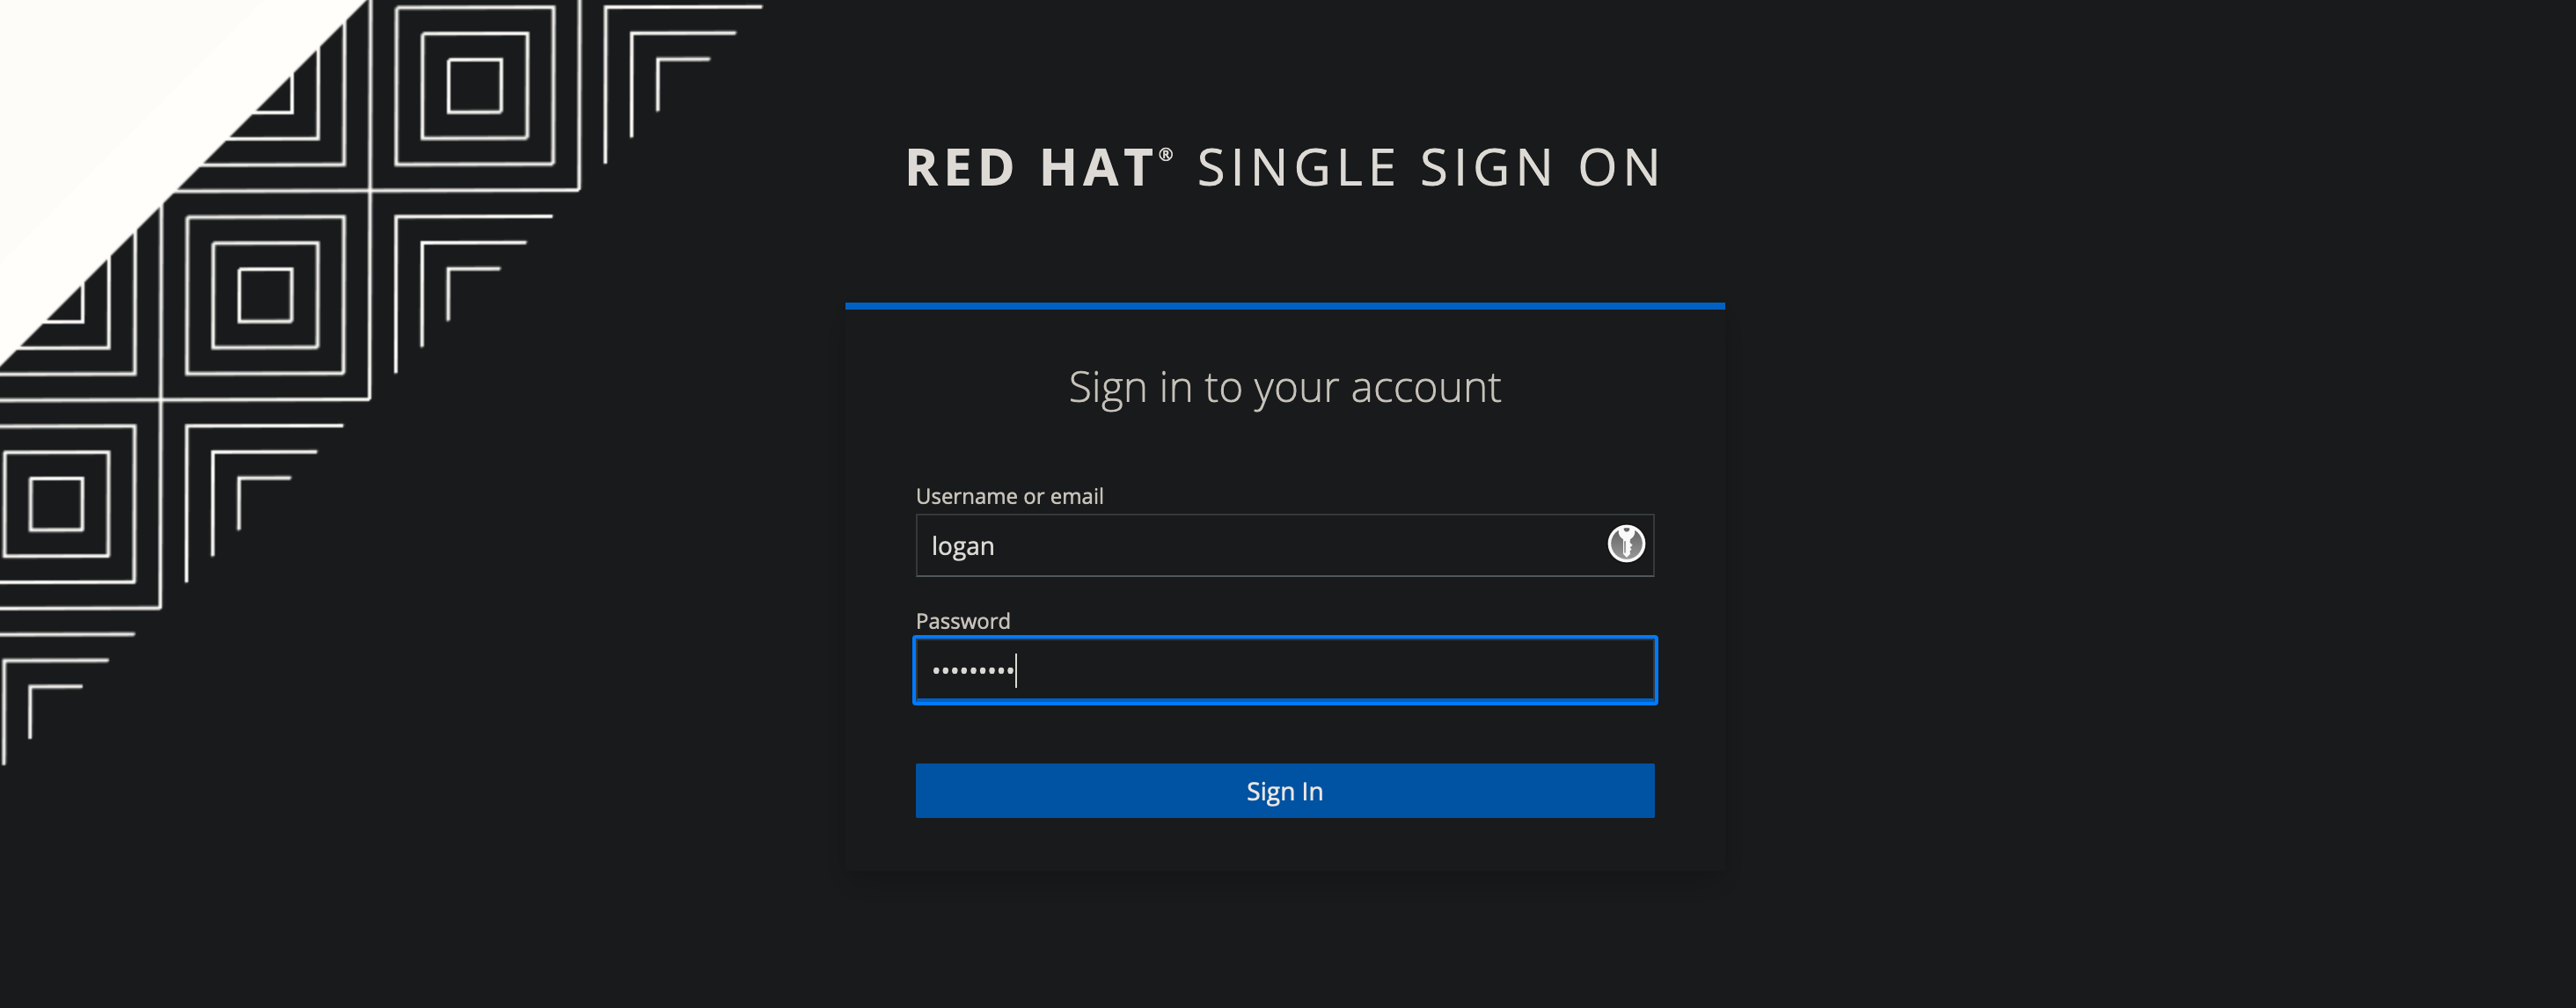 RED HAT® SINGLE SIGN ON
Sign in to your account
Username or email
logan
Password
•••••••••
Sign In